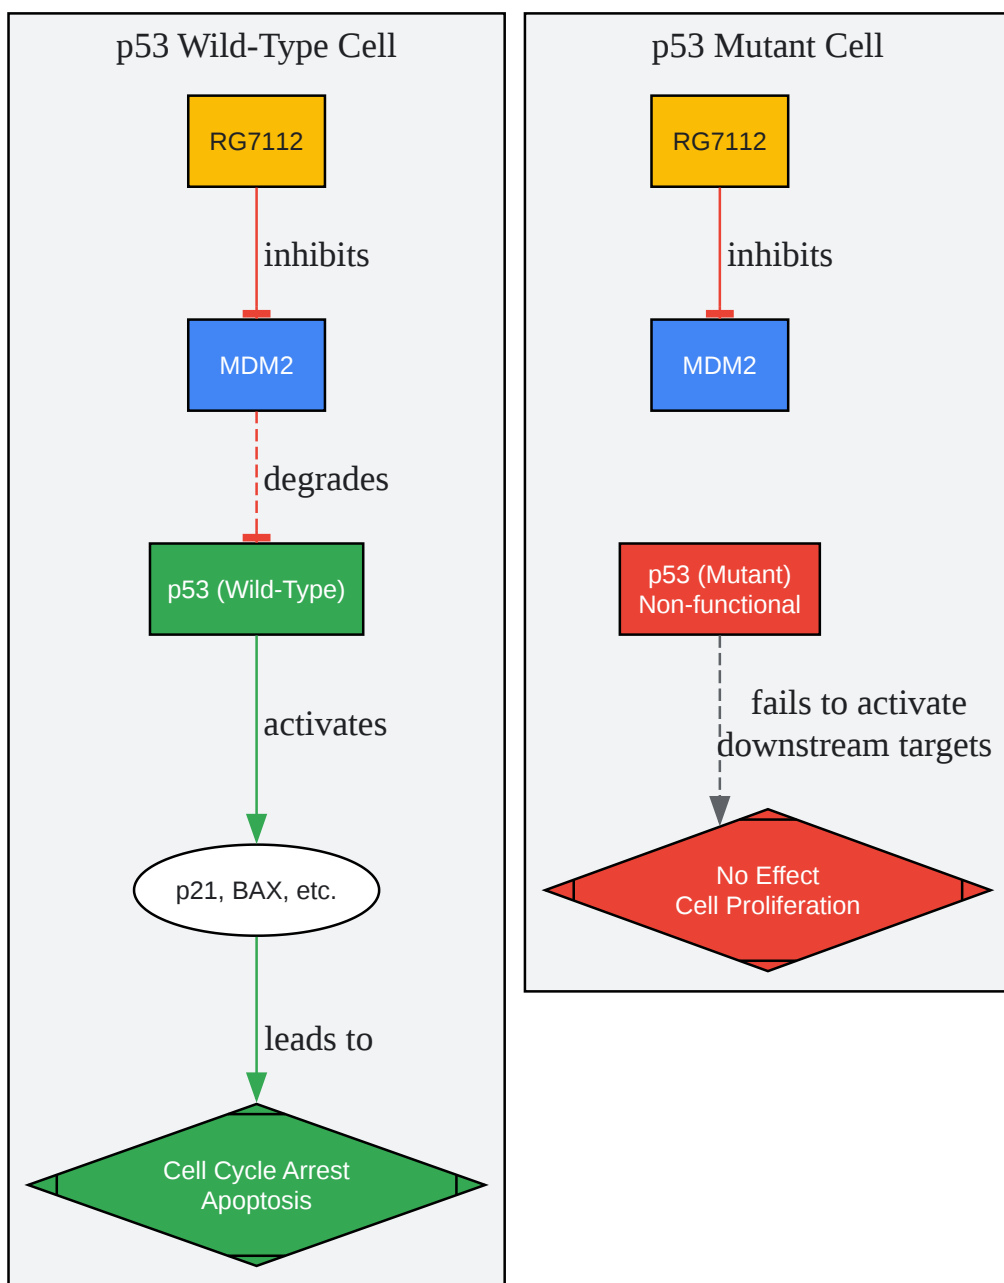 p53 Wild-Type Cell
RG7112
inhibits
MDM2
degrades
p53 (Wild-Type)
activates
p21, BAX, etc.
leads to
Cell Cycle Arrest
Apoptosis
p53 Mutant Cell
RG7112
inhibits
MDM2
p53 (Mutant)
Non-functional
fails to activate
downstream targets
No Effect
Cell Proliferation